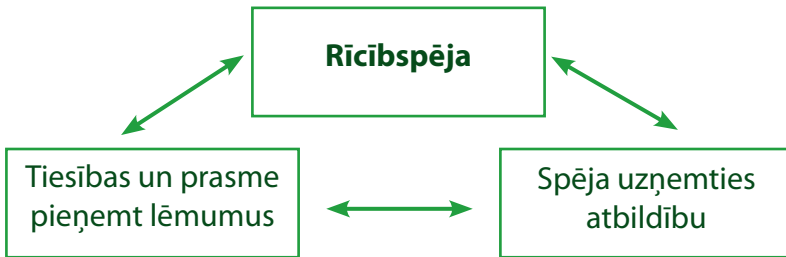 Rīcībspēja
Tiesības un prasme
pieņemt lēmumus
Spēja uzņemties
atbildību